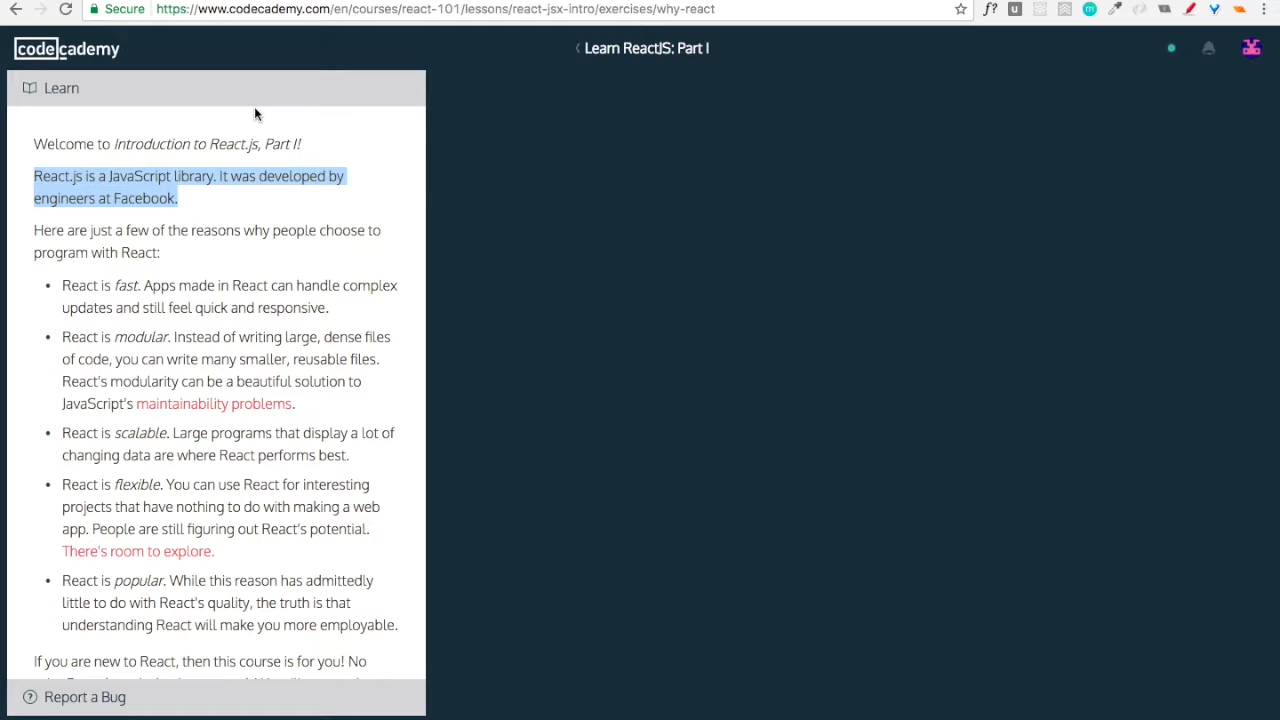 Secure https://www.codecademy.com/en/courses/react-101/lessons/react-jsx-intro/exercises/why-react
f?
u
m
codecademy
Learn ReactJS: Part I
Learn
Welcome to Introduction to React.js, Part I!
React.js is a JavaScript library. It was developed by
engineers at Facebook.
Here are just a few of the reasons why people choose to
program with React:
• React is fast. Apps made in React can handle complex
updates and still feel quick and responsive.
• React is modular. Instead of writing large, dense files
of code, you can write many smaller, reusable files.
React's modularity can be a beautiful solution to
JavaScript's maintainability problems.
• React is scalable. Large programs that display a lot of
changing data are where React performs best.
• React is flexible. You can use React for interesting
projects that have nothing to do with making a web
app. People are still figuring out React's potential.
There's room to explore.
• React is popular. While this reason has admittedly
little to do with React's quality, the truth is that
understanding React will make you more employable.
If you are new to React, then this course is for you! No
Report a Bug